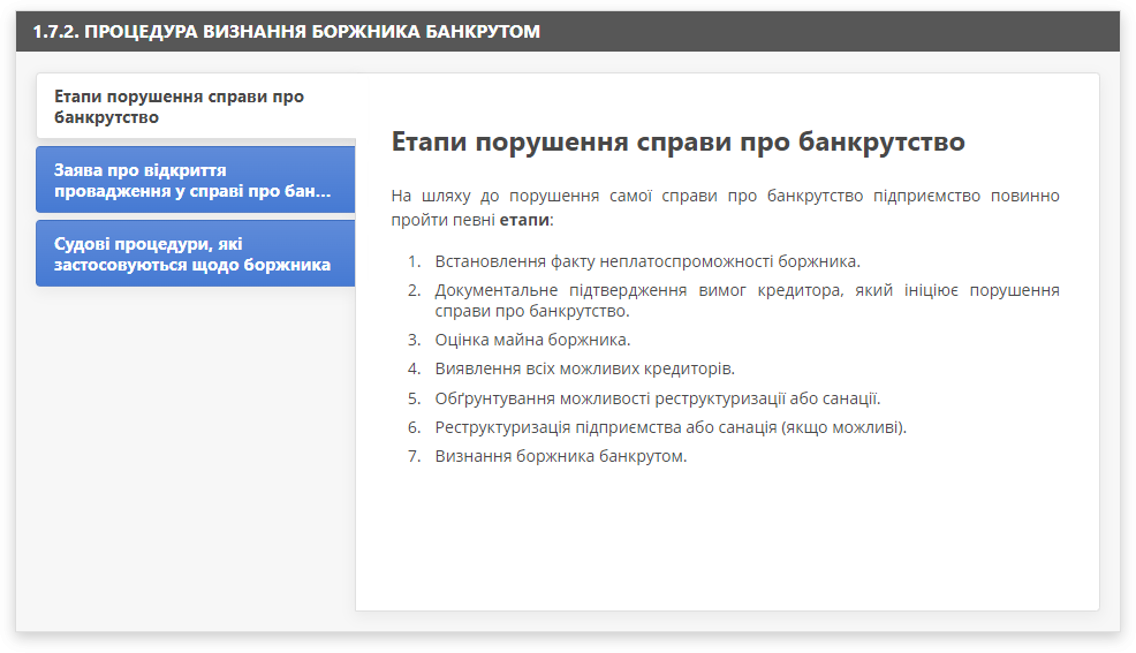 1.7.2. ПРОЦЕДУРА ВИЗНАННЯ БОРЖНИКА БАНКРУТОМ
Етапи порушення справи про
банкрутство
Заява про відкриття
провадження у справі про бан...
Судові процедури, які
застосовуються щодо боржника
Етапи порушення справи про банкрутство
На шляху до порушення самої справи про банкрутство підприємство повинно
пройти певні етапи:
1. Встановлення факту неплатоспроможності боржника.
2. Документальне підтвердження вимог кредитора, який ініціює порушення
справи про банкрутство.
3. Оцінка майна боржника.
4. Виявлення всіх можливих кредиторів.
5. Обґрунтування можливості реструктуризації або санації.
6. Реструктуризація підприємства або санація (якщо можливі).
7. Визнання боржника банкрутом.